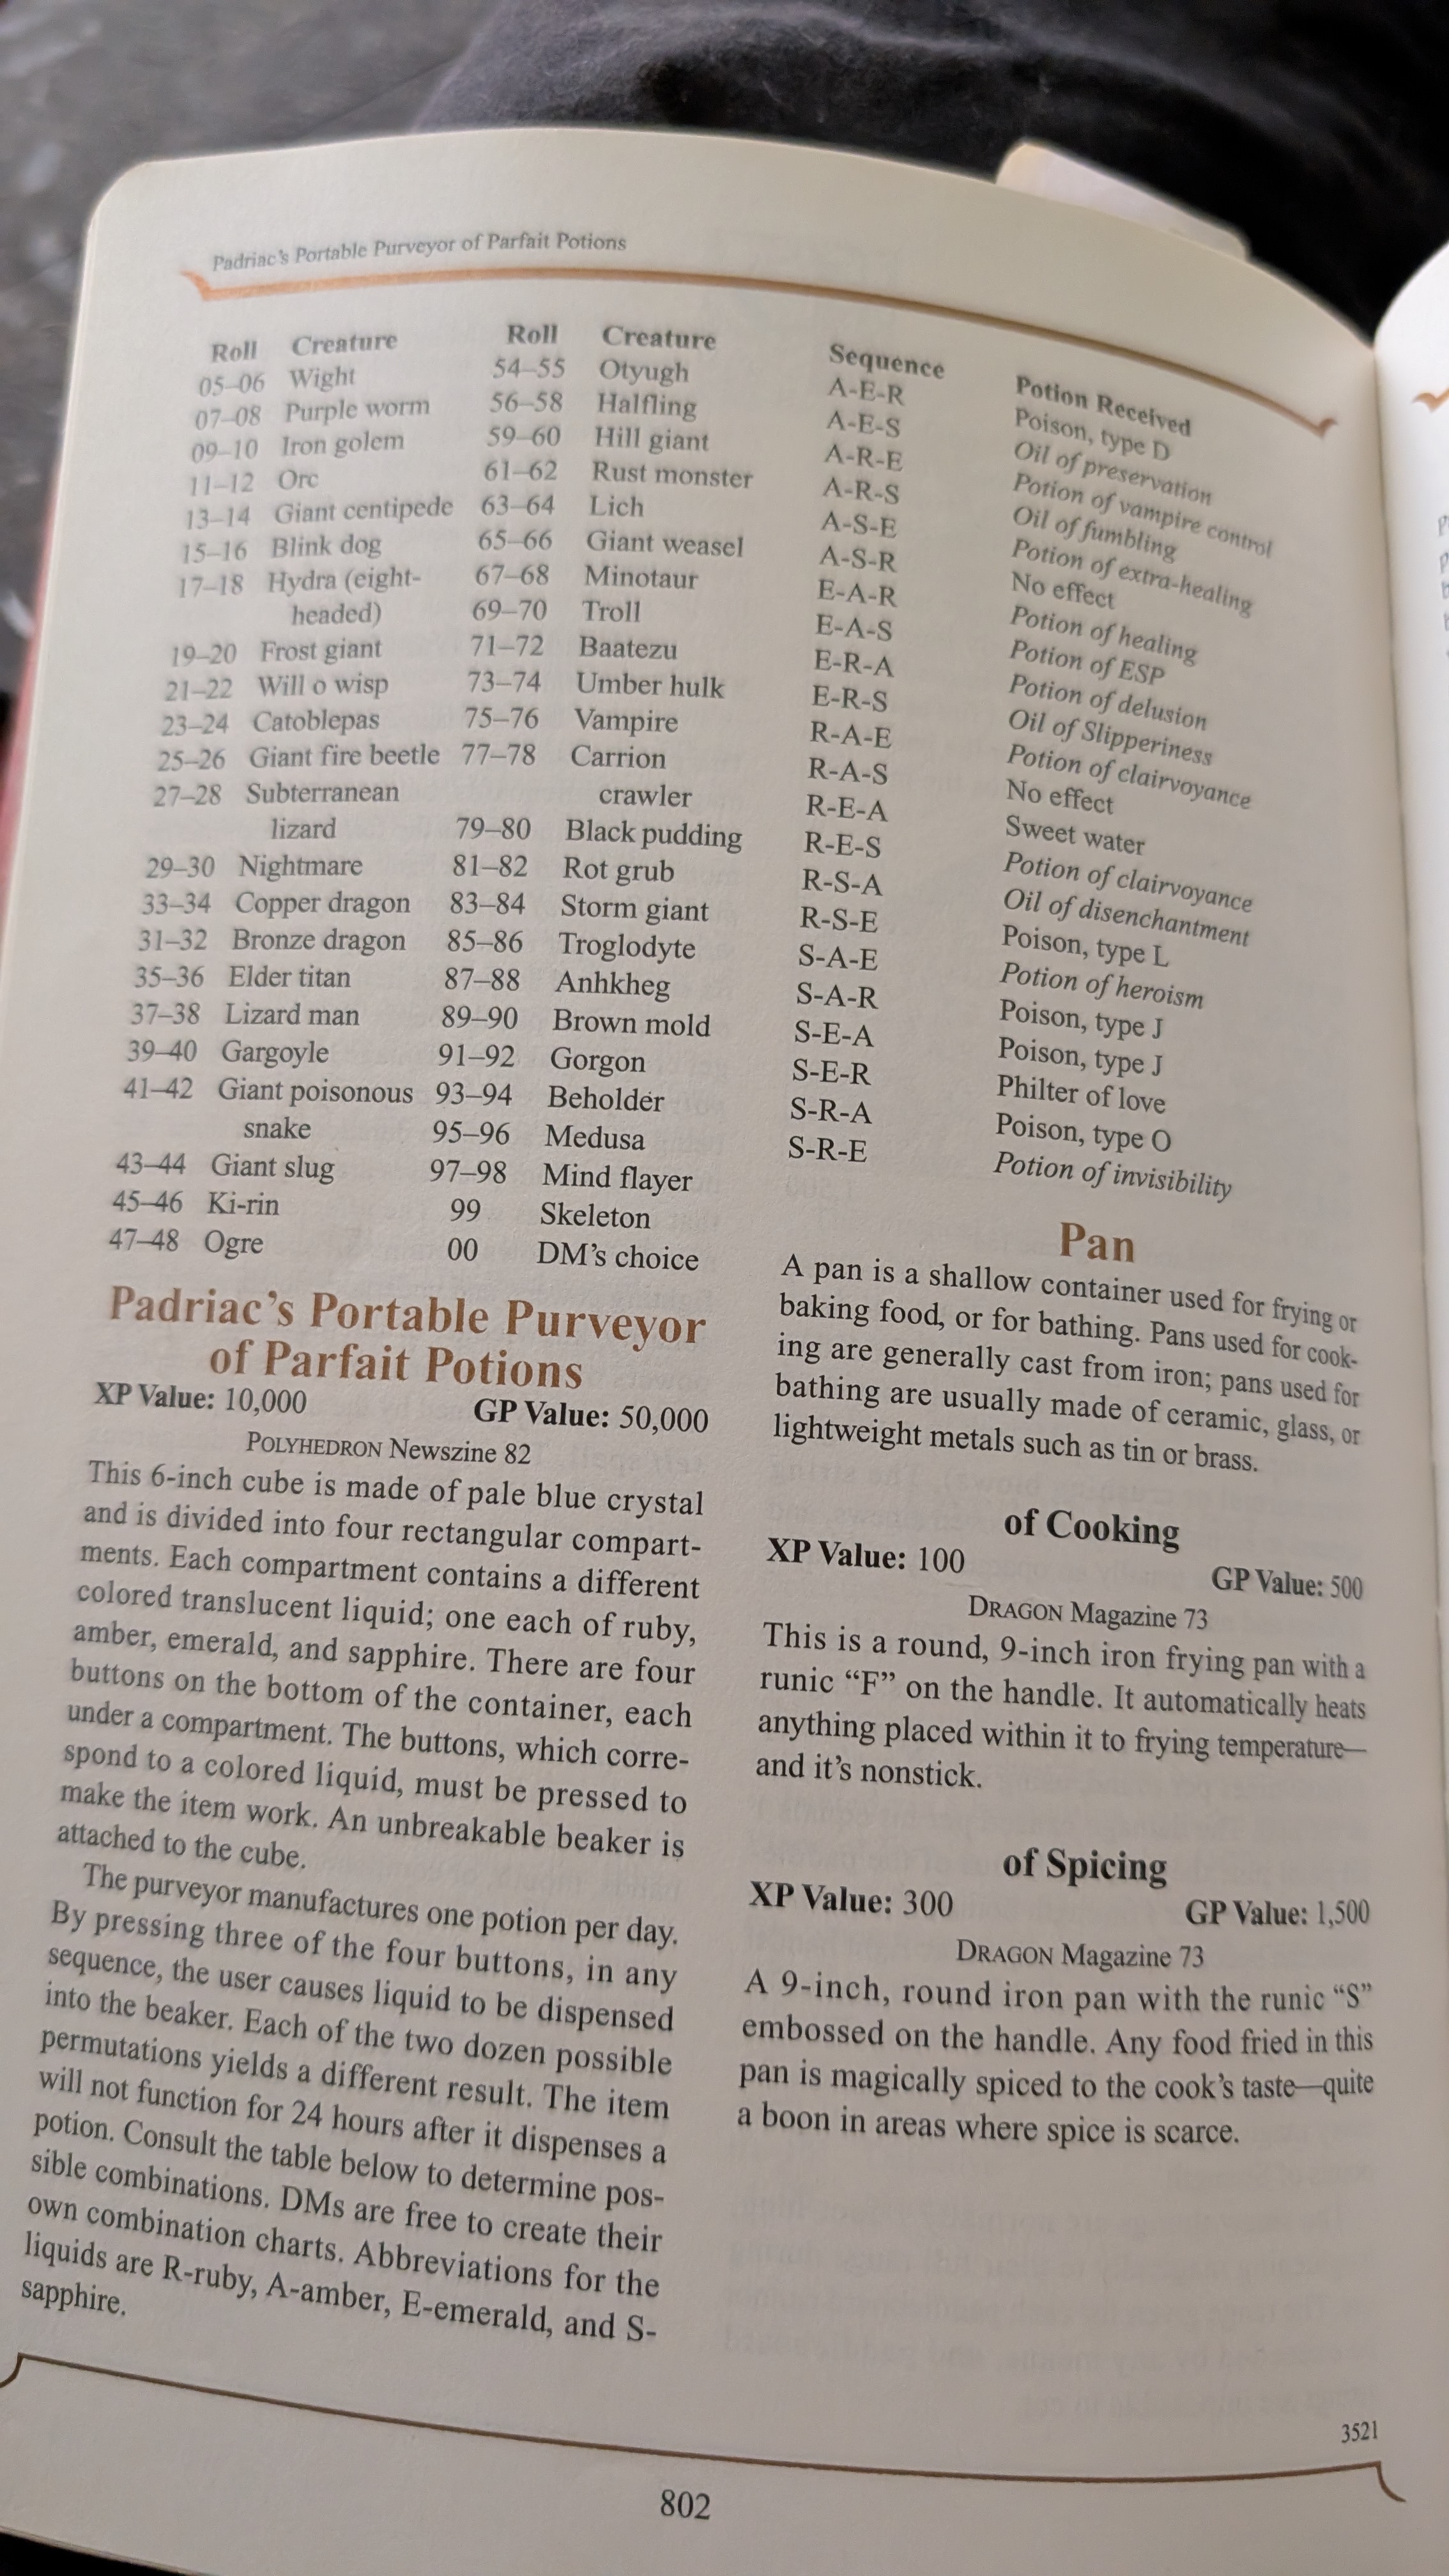 Padriac's Portable Purveyor of Parfait Potions
Roll Creature Roll Creature
05–06 Wight 54–55 Otyugh
07–08 Purple worm 56–58 Halfling
09–10 Iron golem 59–60 Hill giant
11–12 Orc 61–62 Rust monster
13–14 Giant centipede 63–64 Lich
15–16 Blink dog 65–66 Giant weasel
17–18 Hydra (eight- 67–68 Minotaur
headed) 69–70 Troll
19–20 Frost giant 71–72 Baatezu
21–22 Will o wisp 73–74 Umber hulk
23–24 Catoblepas 75–76 Vampire
25–26 Giant fire beetle 77–78 Carrion
27–28 Subterranean crawler
lizard 79–80 Black pudding
29–30 Nightmare 81–82 Rot grub
33–34 Copper dragon 83–84 Storm giant
31–32 Bronze dragon 85–86 Troglodyte
35–36 Elder titan 87–88 Anhkheg
37–38 Lizard man 89–90 Brown mold
39–40 Gargoyle 91–92 Gorgon
41–42 Giant poisonous 93–94 Beholder
snake 95–96 Medusa
43–44 Giant slug 97–98 Mind flayer
45–46 Ki-rin 99 Skeleton
47–48 Ogre 00 DM's choice
Padriac's Portable Purveyor
of Parfait Potions
XP Value: 10,000 GP Value: 50,000
POLYHEDRON Newszine 82
This 6-inch cube is made of pale blue crystal
and is divided into four rectangular compart-
ments. Each compartment contains a different
colored translucent liquid; one each of ruby,
amber, emerald, and sapphire. There are four
buttons on the bottom of the container, each
under a compartment. The buttons, which corre-
spond to a colored liquid, must be pressed to
make the item work. An unbreakable beaker is
attached to the cube.
The purveyor manufactures one potion per day.
By pressing three of the four buttons, in any
sequence, the user causes liquid to be dispensed
into the beaker. Each of the two dozen possible
permutations yields a different result. The item
will not function for 24 hours after it dispenses a
potion. Consult the table below to determine pos-
sible combinations. DMs are free to create their
own combination charts. Abbreviations for the
liquids are R-ruby, A-amber, E-emerald, and S-
sapphire.
Sequence Potion Received
A-E-R Poison, type D
A-E-S Oil of preservation
A-R-E Potion of vampire control
A-R-S Oil of fumbling
A-S-E Potion of extra-healing
A-S-R No effect
E-A-R Potion of healing
E-A-S Potion of ESP
E-R-A Potion of delusion
E-R-S Oil of Slipperiness
R-A-E Potion of clairvoyance
R-A-S No effect
R-E-A Sweet water
R-E-S Potion of clairvoyance
R-S-A Oil of disenchantment
R-S-E Poison, type L
S-A-E Potion of heroism
S-A-R Poison, type J
S-E-A Poison, type J
S-E-R Philter of love
S-R-A Poison, type O
S-R-E Potion of invisibility
Pan
A pan is a shallow container used for frying or
baking food, or for bathing. Pans used for cook-
ing are generally cast from iron; pans used for
bathing are usually made of ceramic, glass, or
lightweight metals such as tin or brass.
of Cooking
XP Value: 100 GP Value: 500
DRAGON Magazine 73
This is a round, 9-inch iron frying pan with a
runic “F” on the handle. It automatically heats
anything placed within it to frying temperature—
and it's nonstick.
of Spicing
XP Value: 300 GP Value: 1,500
DRAGON Magazine 73
A 9-inch, round iron pan with the runic “S”
embossed on the handle. Any food fried in this
pan is magically spiced to the cook's taste—quite
a boon in areas where spice is scarce.
3521
802